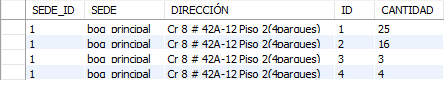 SEDE_ID SEDE DIRECCIÓN ID CANTIDAD
1 bog_principal Cr 8 # 42A-12 Piso 2(4parques) 1 25
1 bog_principal Cr 8 # 42A-12 Piso 2(4parques) 2 16
1 bog_principal Cr 8 # 42A-12 Piso 2(4parques) 3 3
1 bog_principal Cr 8 # 42A-12 Piso 2(4parques) 4 4